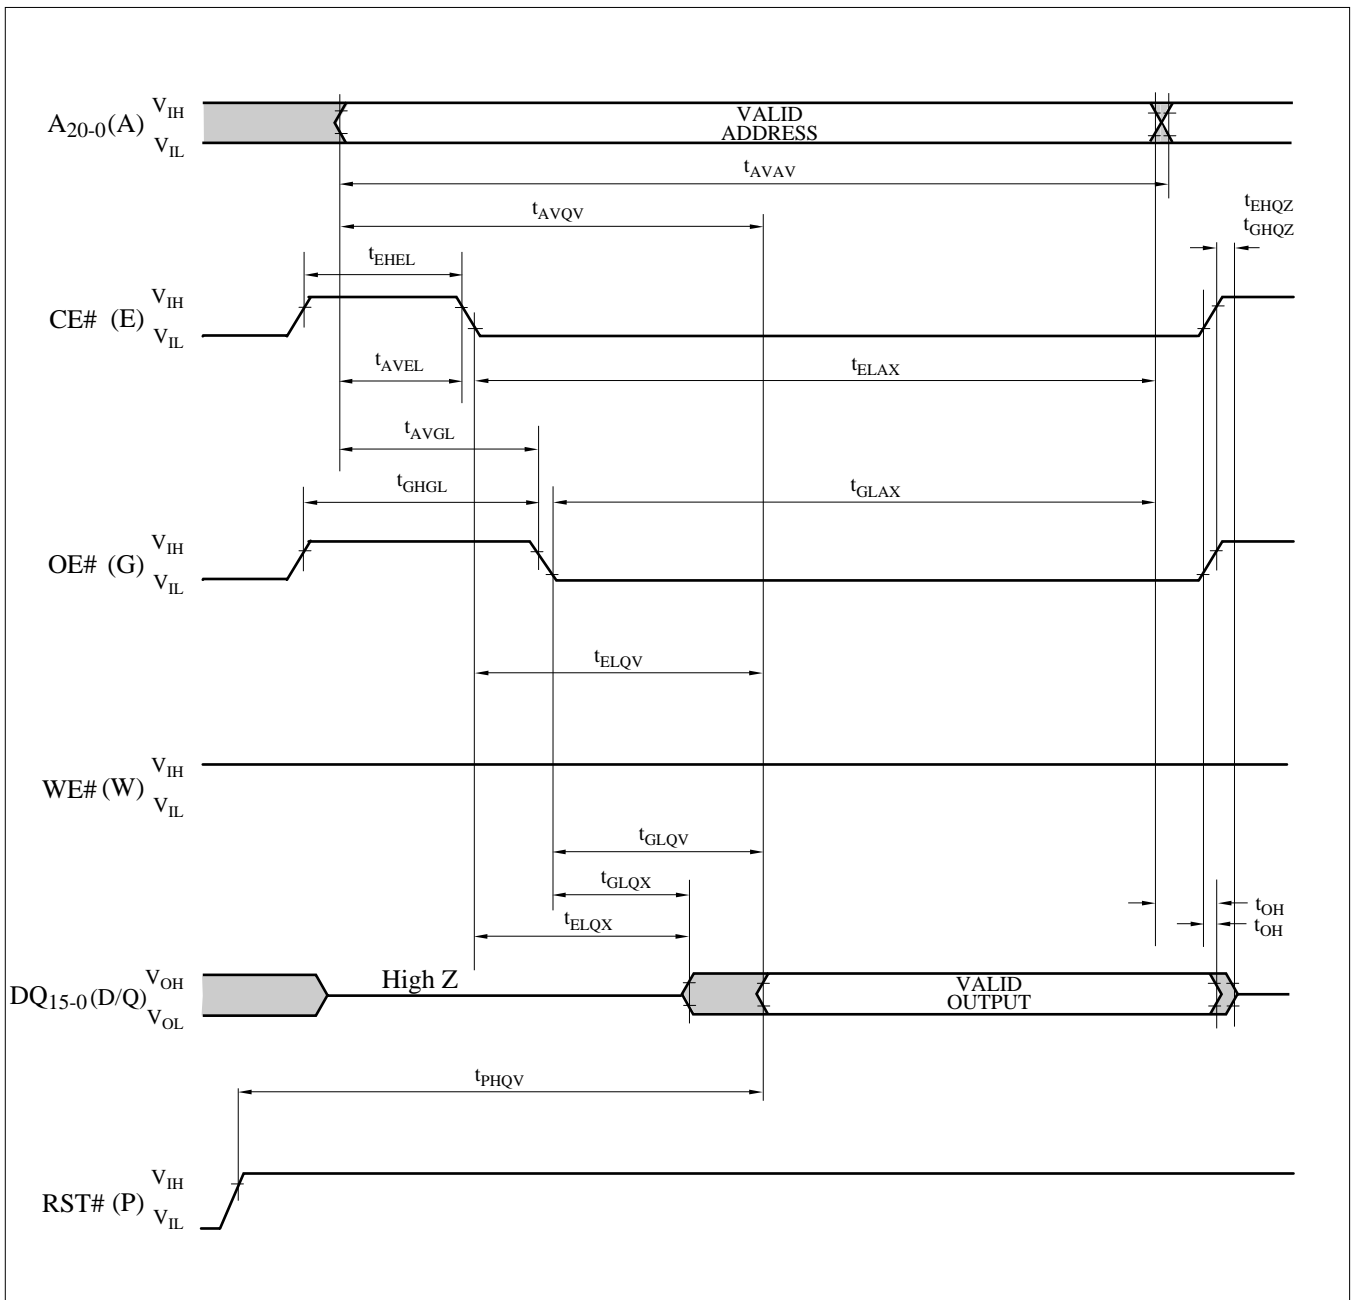 A20-0(A)
VIH
VIL
VALID
ADDRESS
tAVAV
tAVQV
tEHQZ
tGHQZ
tEHEL
CE# (E)
VIH
VIL
tAVEL
tELAX
tAVGL
tGHGL
tGLAX
OE# (G)
VIH
VIL
tELQV
WE# (W)
VIH
VIL
tGLQV
tGLQX
tELQX
tOH
tOH
DQ15-0(D/Q)
VOH
VOL
High Z
VALID
OUTPUT
tPHQV
RST# (P)
VIH
VIL